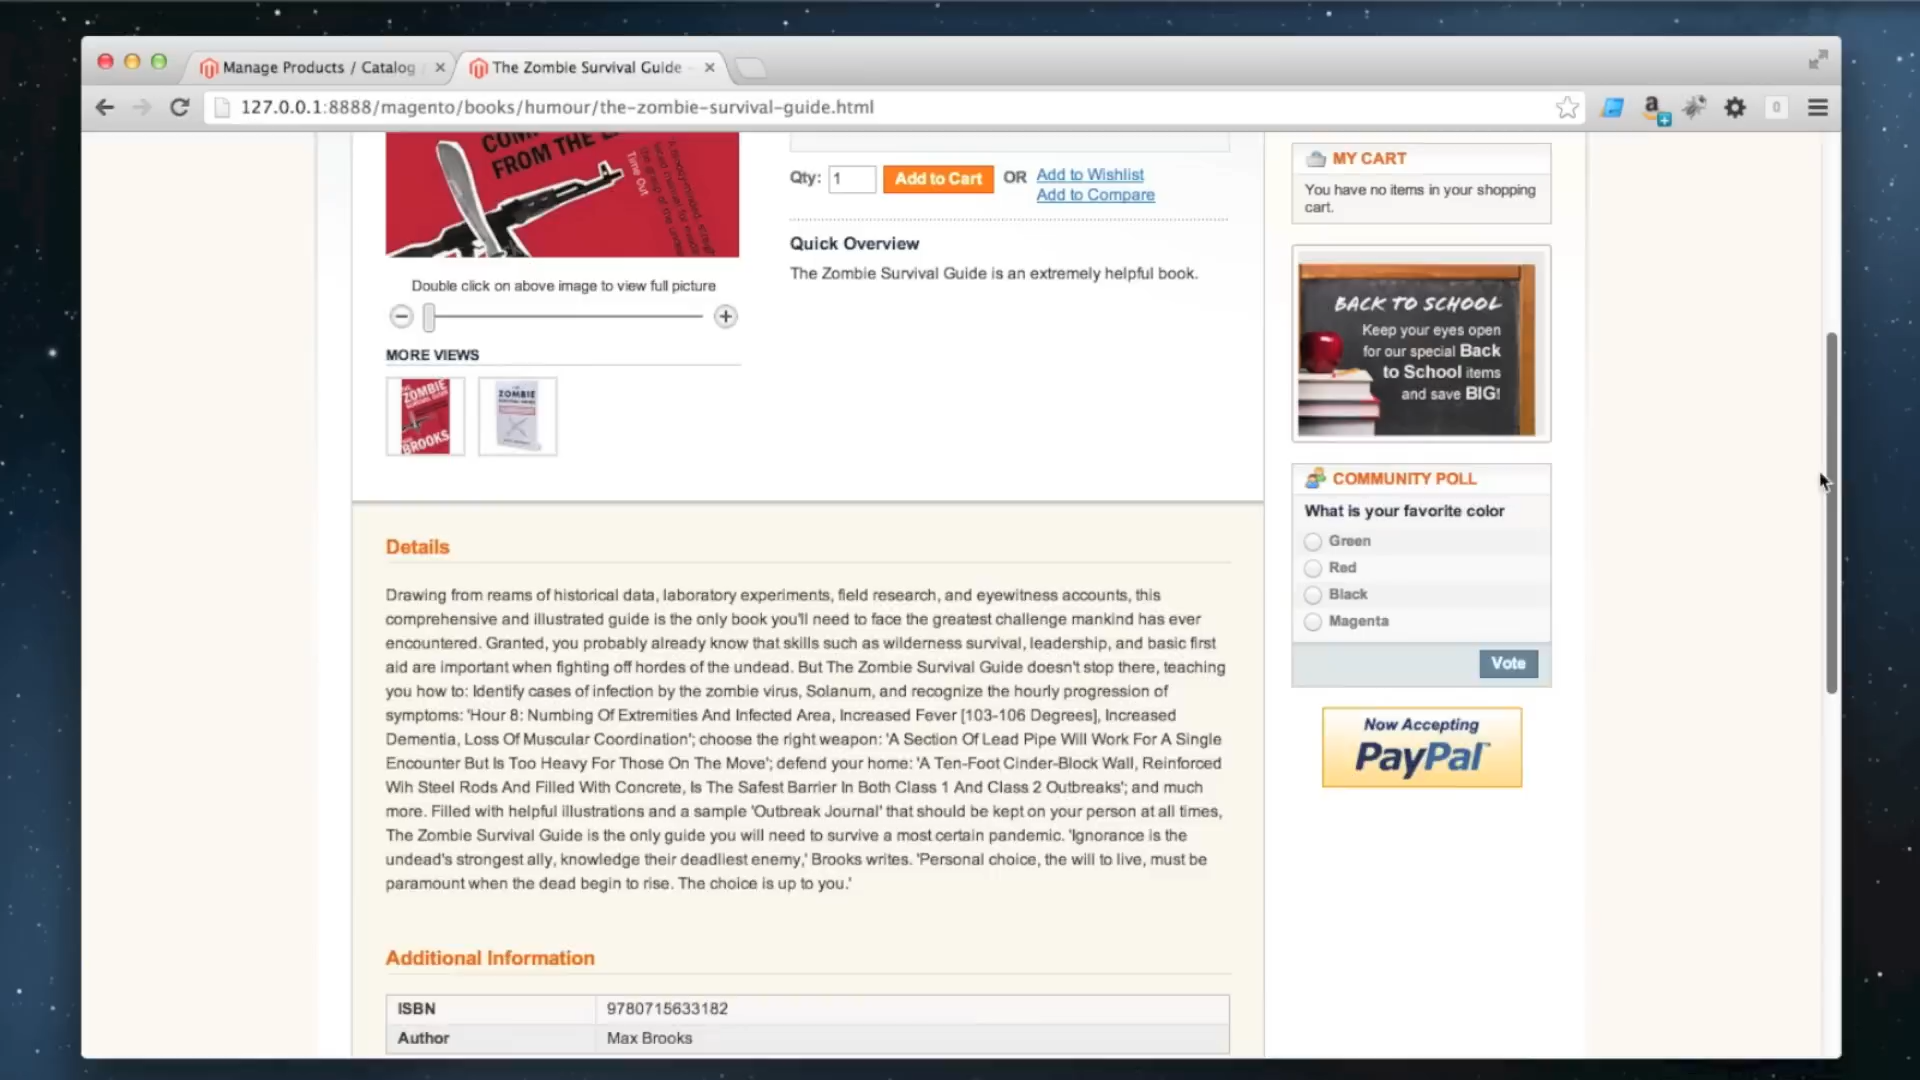 Manage Products / Catalog
The Zombie Survival Guide -
127.0.0.1:8888/magento/books/humour/the-zombie-survival-guide.html
0
FROM THE
Time Out
Qty: 1 Add to Cart OR Add to Wishlist
Add to Compare
Quick Overview
The Zombie Survival Guide is an extremely helpful book.
Double click on above image to view full picture
MORE VIEWS
ZOMBIE
BROOKS
ZOMBIE
Details
Drawing from reams of historical data, laboratory experiments, field research, and eyewitness accounts, this
comprehensive and illustrated guide is the only book you'll need to face the greatest challenge mankind has ever
encountered. Granted, you probably already know that skills such as wilderness survival, leadership, and basic first
aid are important when fighting off hordes of the undead. But The Zombie Survival Guide doesn't stop there, teaching
you how to: Identify cases of infection by the zombie virus, Solanum, and recognize the hourly progression of
symptoms: 'Hour 8: Numbing Of Extremities And Infected Area, Increased Fever [103-106 Degrees], Increased
Dementia, Loss Of Muscular Coordination'; choose the right weapon: 'A Section Of Lead Pipe Will Work For A Single
Encounter But Is Too Heavy For Those On The Move'; defend your home: 'A Ten-Foot Cinder-Block Wall, Reinforced
Wih Steel Rods And Filled With Concrete, Is The Safest Barrier In Both Class 1 And Class 2 Outbreaks'; and much
more. Filled with helpful illustrations and a sample 'Outbreak Journal' that should be kept on your person at all times,
The Zombie Survival Guide is the only guide you will need to survive a most certain pandemic. 'Ignorance is the
undead's strongest ally, knowledge their deadliest enemy,' Brooks writes. 'Personal choice, the will to live, must be
paramount when the dead begin to rise. The choice is up to you.'
Additional Information
ISBN 9780715633182
Author Max Brooks
MY CART
You have no items in your shopping
cart.
BACK TO SCHOOL
Keep your eyes open
for our special Back
to School items
and save BIG!
COMMUNITY POLL
What is your favorite color
Green
Red
Black
Magenta
Vote
Now Accepting
PayPal